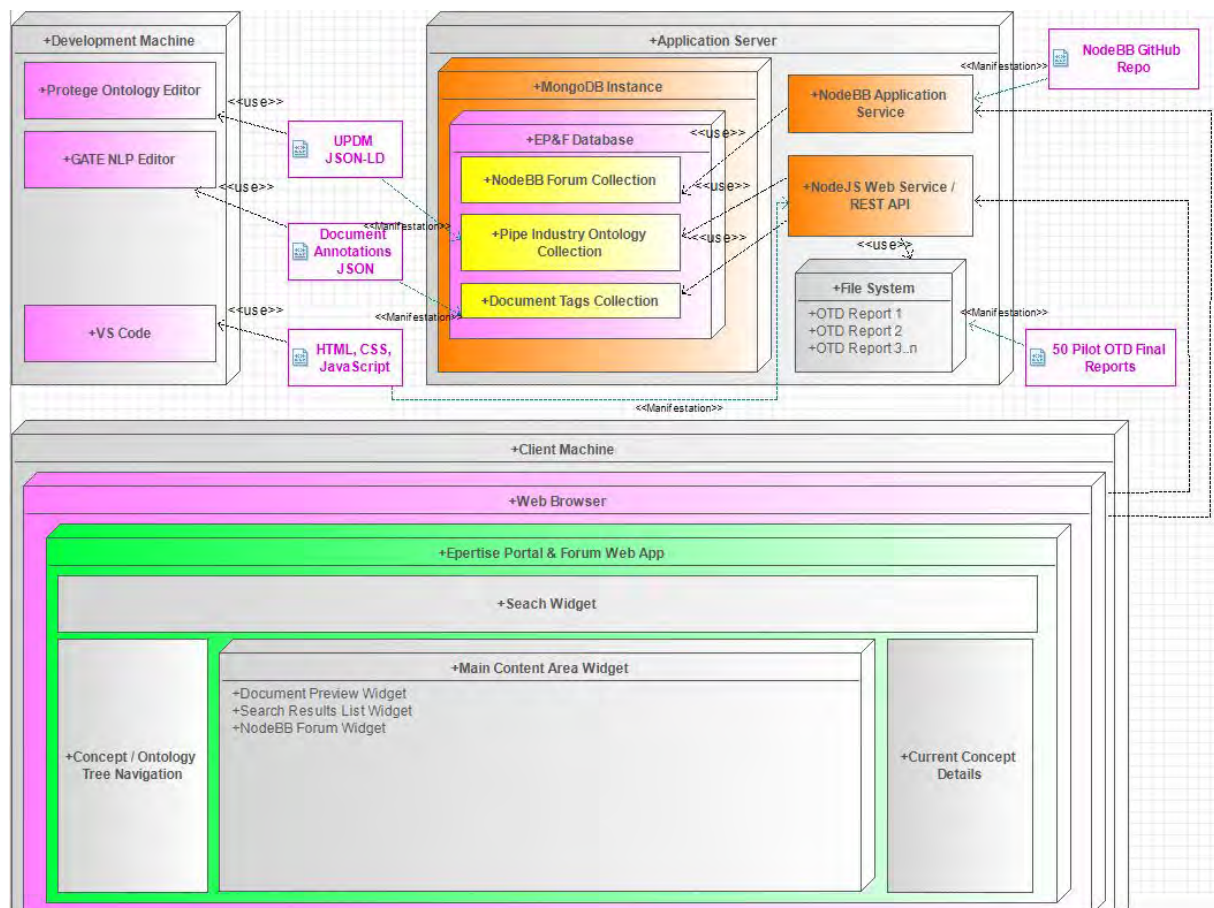 +Development Machine
+Protege Ontology Editor
+GATE NLP Editor
+VS Code
<<use>>
<<use>>
<<use>>
UPDM
JSON-LD
Document
Annotations
JSON
HTML, CSS,
JavaScript
<<Manifestation>>
<<Manifestation>>
<<Manifestation>>
+Application Server
+MongoDB Instance
+EP&F Database
+NodeBB Forum Collection
+Pipe Industry Ontology
Collection
+Document Tags Collection
<<use>>
<<use>>
<<use>>
+NodeBB Application
Service
+NodeJS Web Service /
REST API
<<use>>
+File System
+OTD Report 1
+OTD Report 2
+OTD Report 3..n
<<Manifestation>>
NodeBB GitHub
Repo
<<Manifestation>>
50 Pilot OTD Final
Reports
+Client Machine
+Web Browser
+Epertise Portal & Forum Web App
+Seach Widget
+Concept / Ontology
Tree Navigation
+Main Content Area Widget
+Document Preview Widget
+Search Results List Widget
+NodeBB Forum Widget
+Current Concept
Details